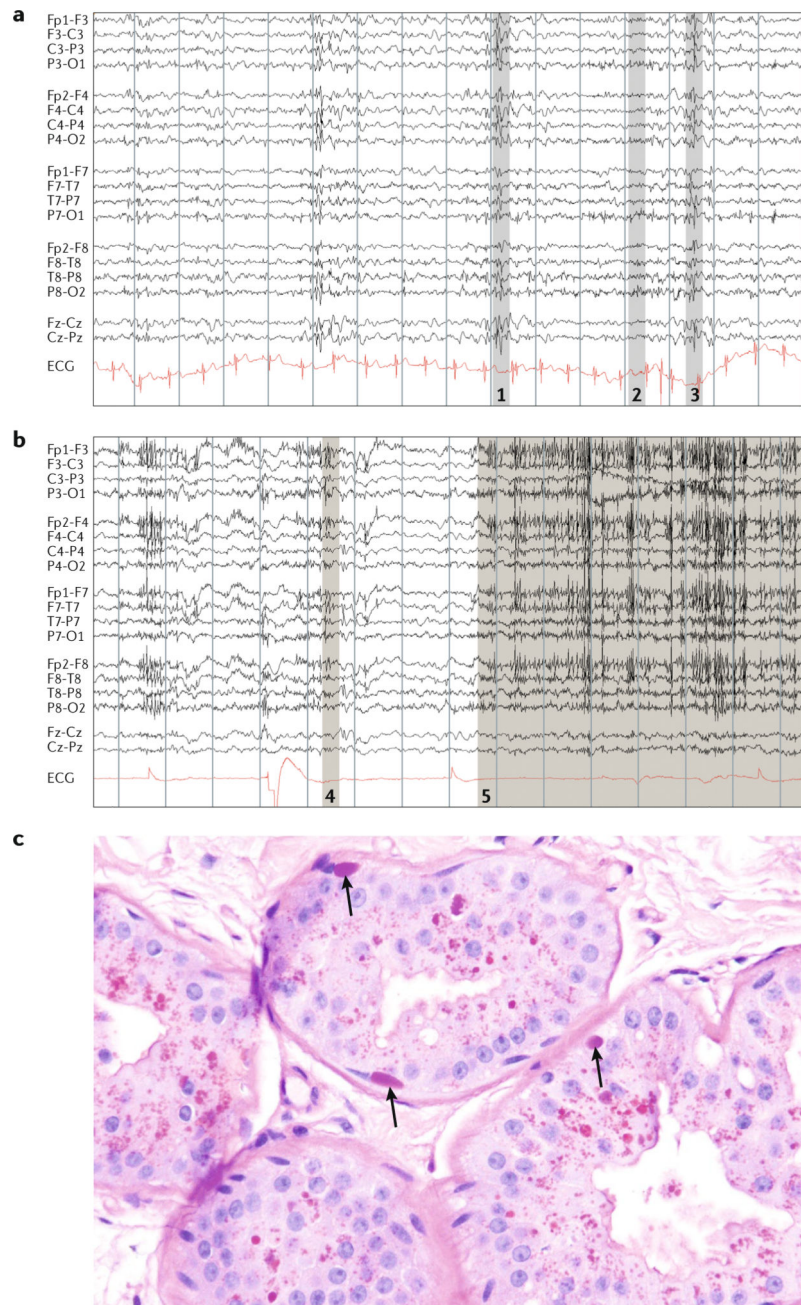 a
Fp1-F3
F3-C3
C3-P3
P3-O1
Fp2-F4
F4-C4
C4-P4
P4-O2
Fp1-F7
F7-T7
T7-P7
P7-O1
Fp2-F8
F8-T8
T8-P8
P8-O2
Fz-Cz
Cz-Pz
ECG
1 2 3
b
Fp1-F3
F3-C3
C3-P3
P3-O1
Fp2-F4
F4-C4
C4-P4
P4-O2
Fp1-F7
F7-T7
T7-P7
P7-O1
Fp2-F8
F8-T8
T8-P8
P8-O2
Fz-Cz
Cz-Pz
ECG
4 5
c